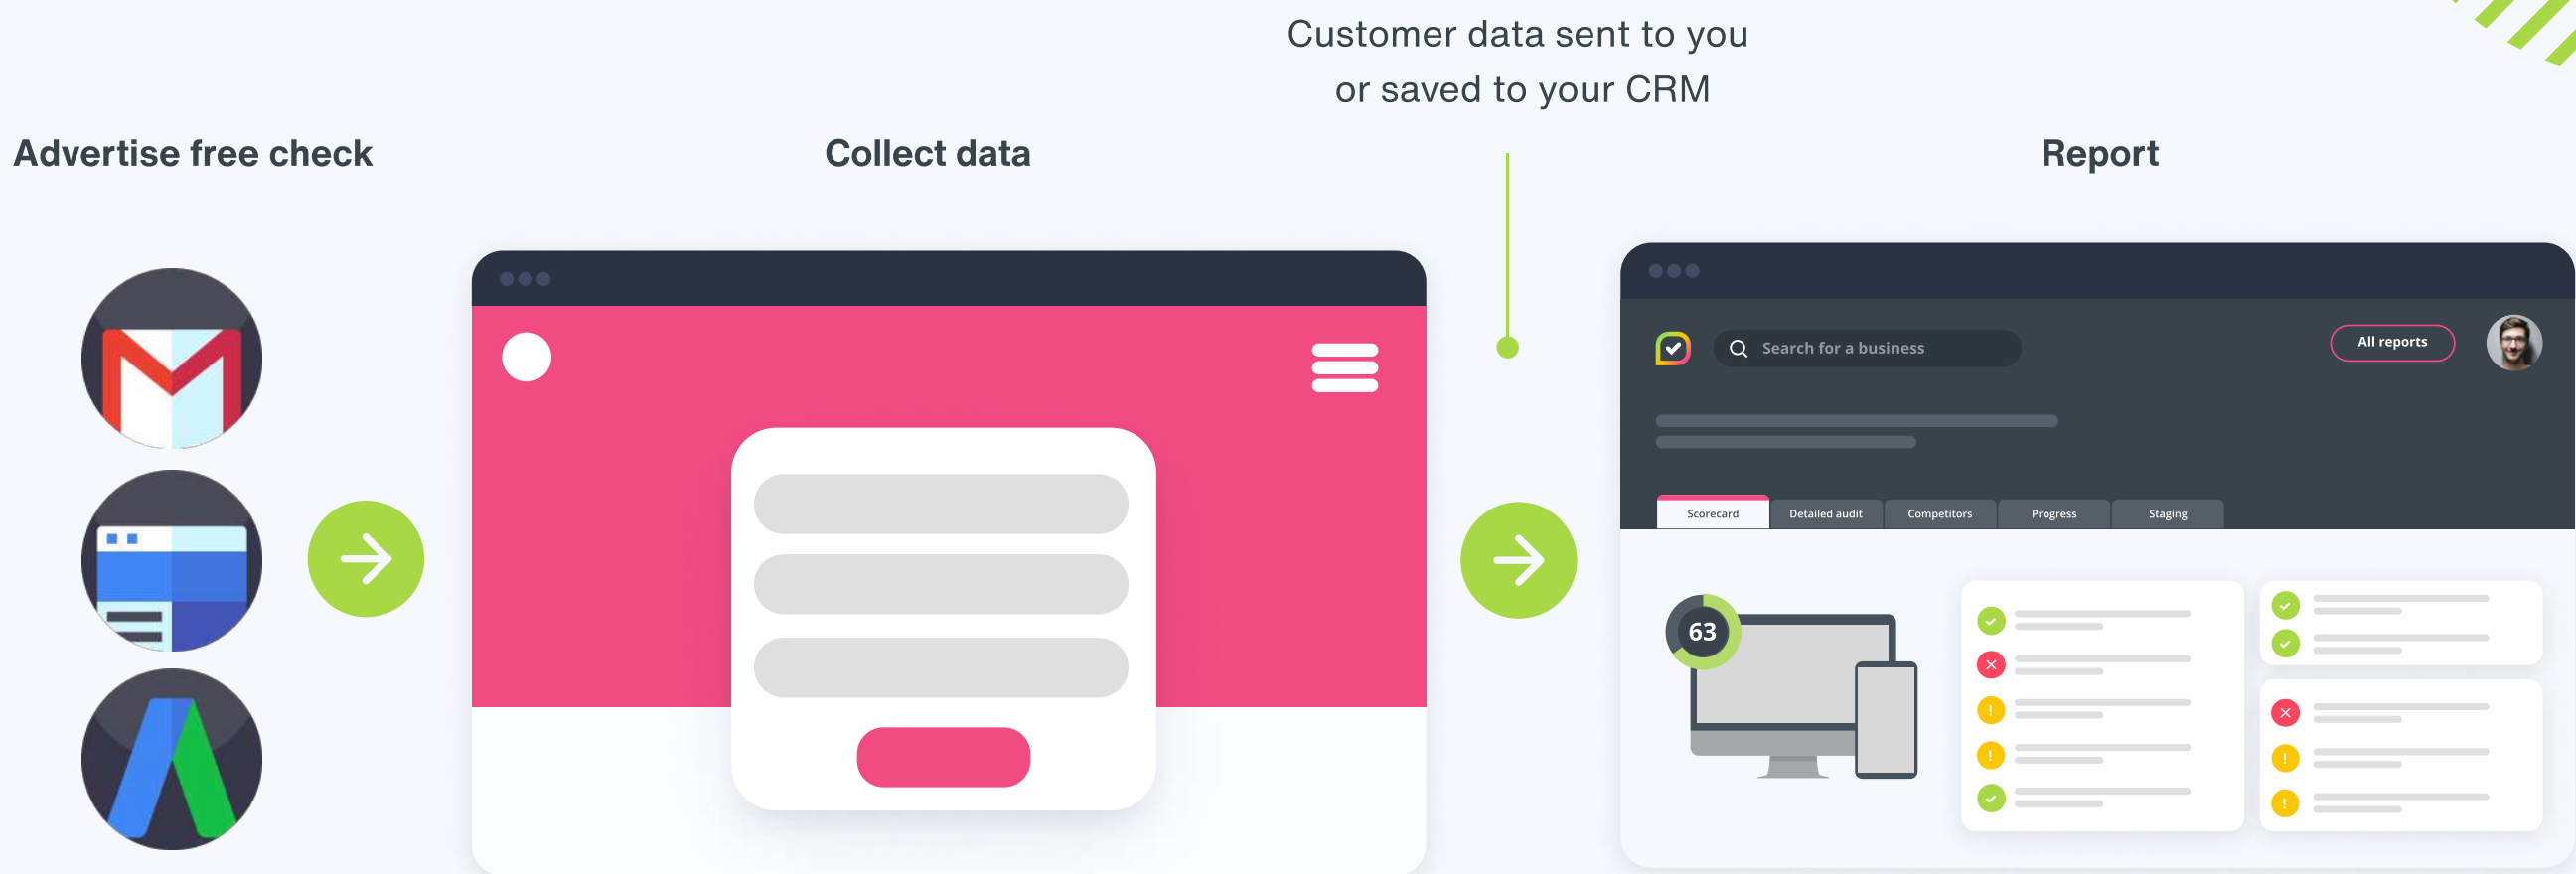 Customer data sent to you
or saved to your CRM
Advertise free check
Collect data
Report
Search for a business
All reports
Scorecard
Detailed audit
Competitors
Progress
Staging
63